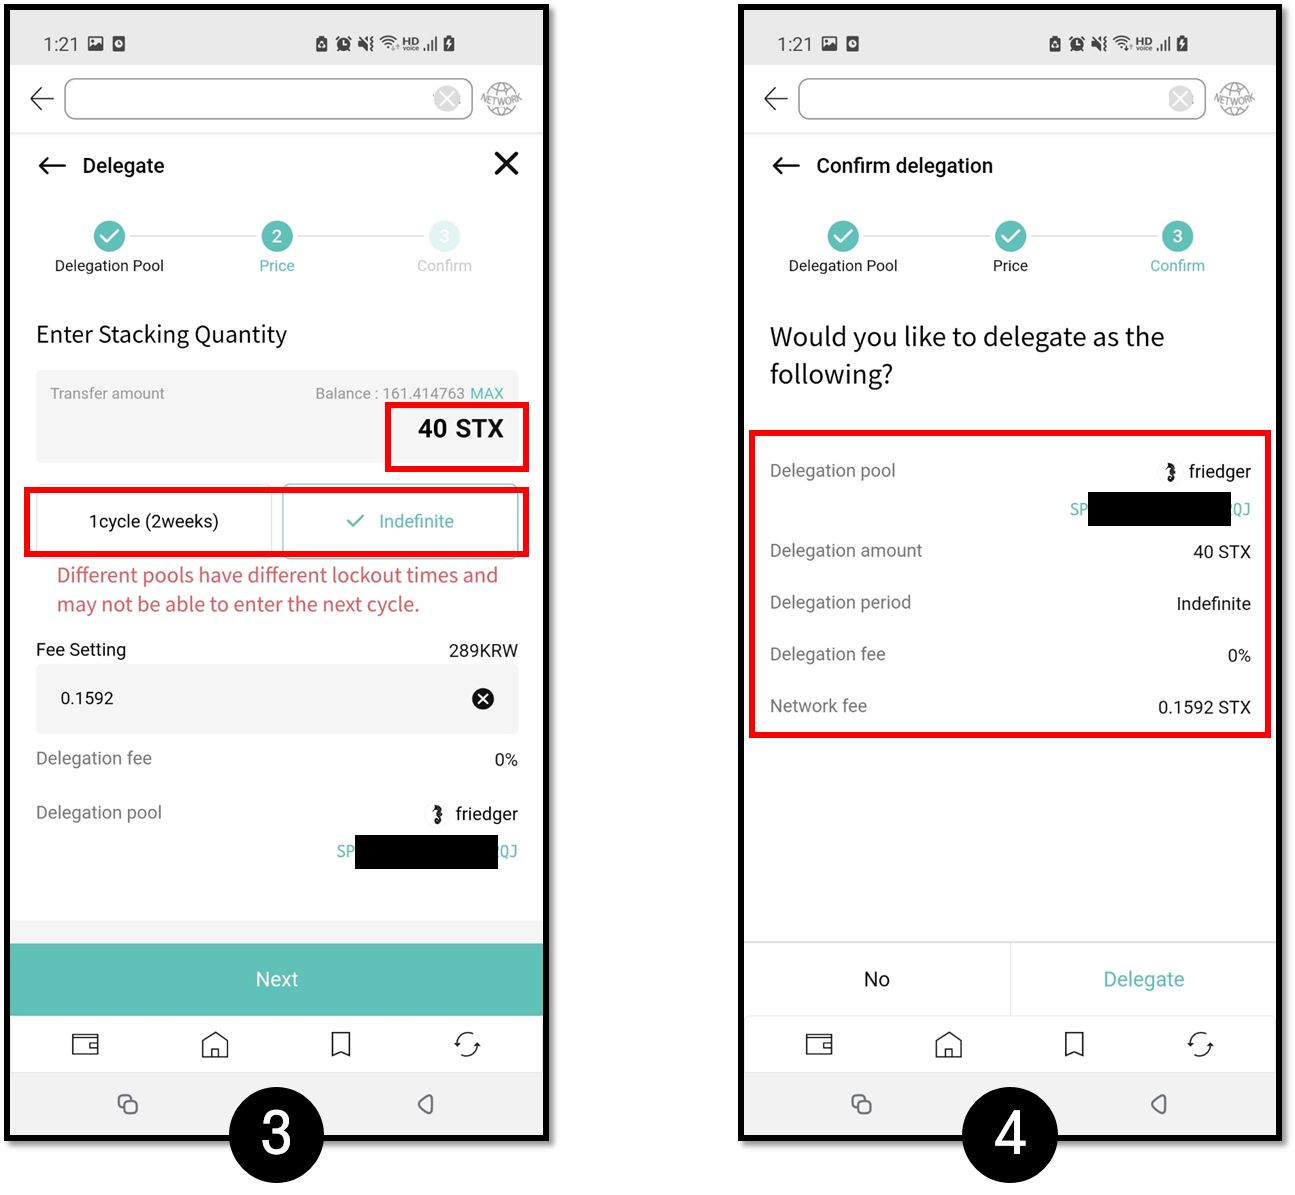 1:21
HD
voice
NETWORK
Delegate
2
3
Delegation Pool
Price
Confirm
Enter Stacking Quantity
Transfer amount
Balance : 161.414763 MAX
40 STX
1cycle (2weeks)
Indefinite
Different pools have different lockout times and
may not be able to enter the next cycle.
Fee Setting
289KRW
0.1592
Delegation fee
0%
Delegation pool
friedger
SP
QJ
Next
3
1:21
HD
voice
NETWORK
Confirm delegation
3
Delegation Pool
Price
Confirm
Would you like to delegate as the
following?
Delegation pool
friedger
SP
QJ
Delegation amount
40 STX
Delegation period
Indefinite
Delegation fee
0%
Network fee
0.1592 STX
No
Delegate
4